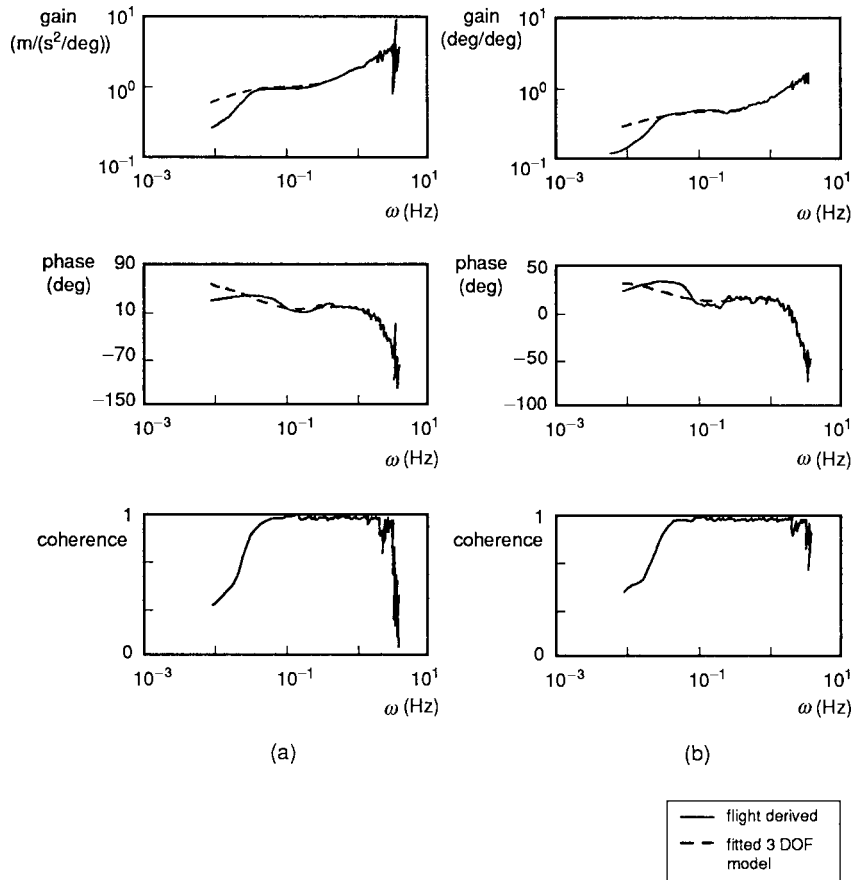 gain
(m/(s²/deg))
10¹
10⁰
10⁻¹
10⁻³
10⁻¹
10¹
ω (Hz)
phase
(deg)
90
10
−70
−150
10⁻³
10⁻¹
10¹
ω (Hz)
coherence
1
0
10⁻³
10⁻¹
10¹
ω (Hz)
(a)
gain
(deg/deg)
10¹
10⁰
10⁻¹
10⁻³
10⁻¹
10¹
ω (Hz)
phase
(deg)
50
0
−50
−100
10⁻³
10⁻¹
10¹
ω (Hz)
coherence
1
0
10⁻³
10⁻¹
10¹
ω (Hz)
(b)
flight derived
fitted 3 DOF
model